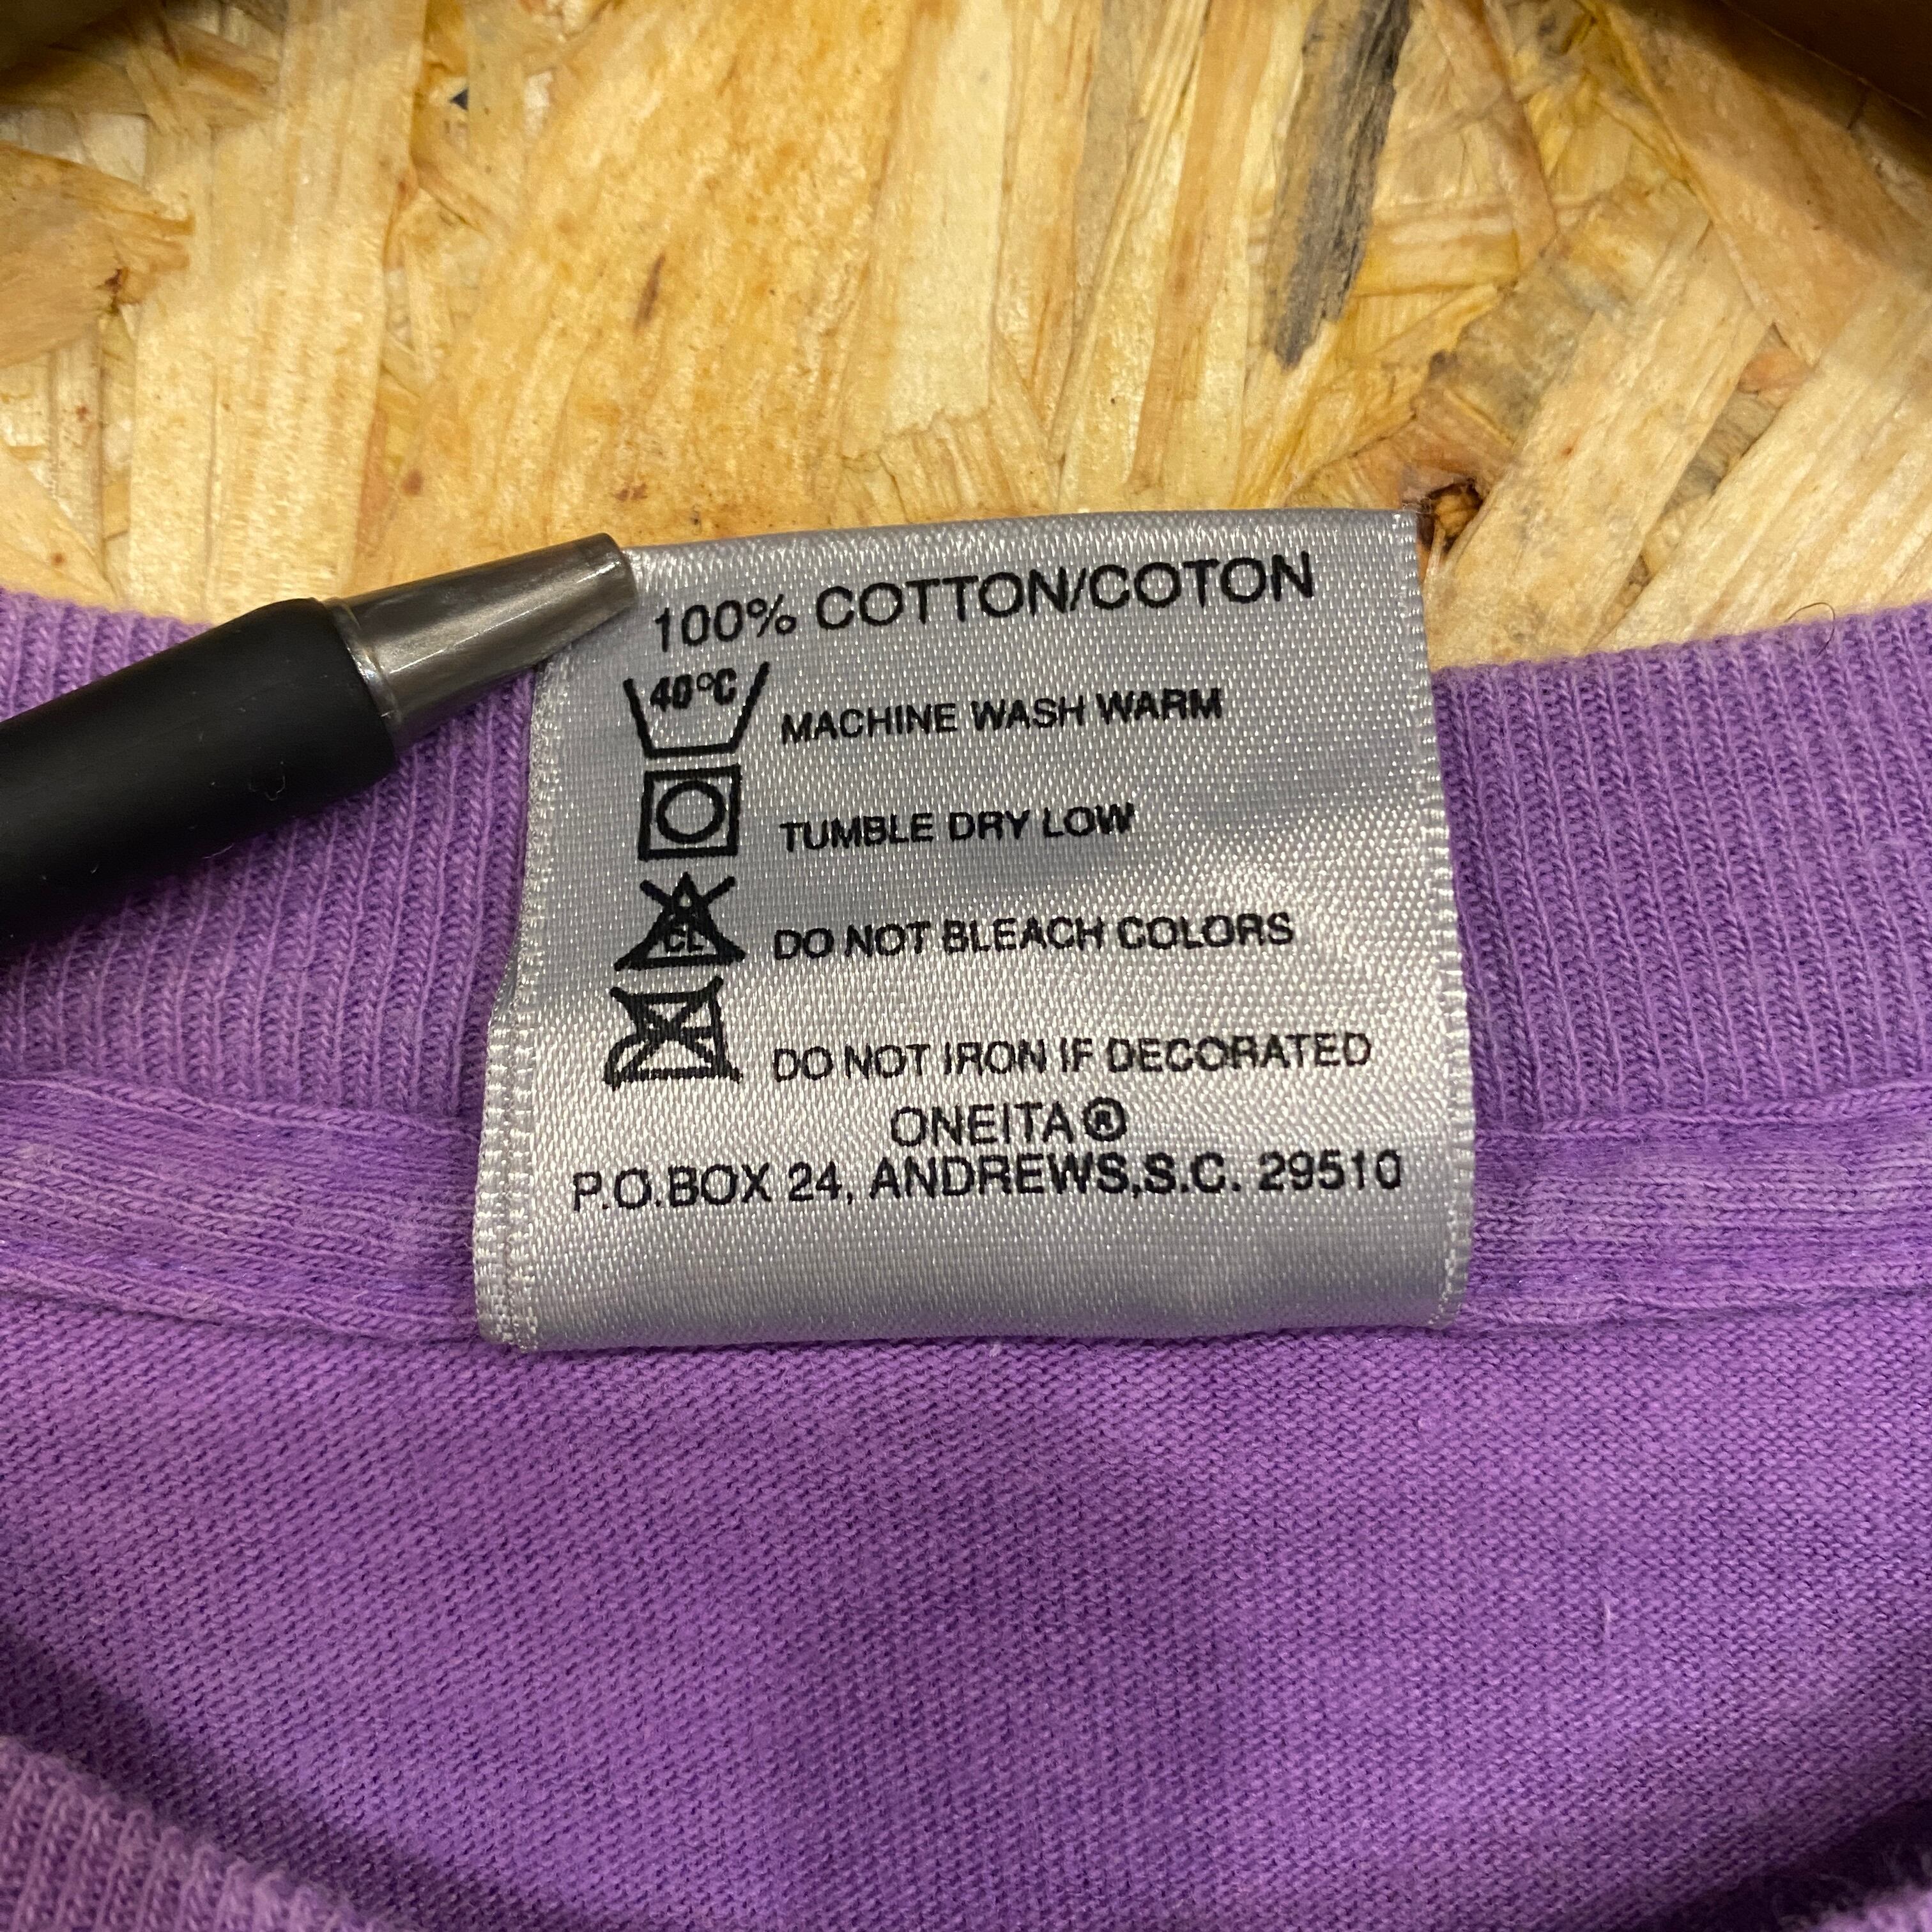 100% COTTON/COTON
40°C MACHINE WASH WARM
TUMBLE DRY LOW
CL DO NOT BLEACH COLORS
DO NOT IRON IF DECORATED
ONEITA®
P.O.BOX 24, ANDREWS,S.C. 29510